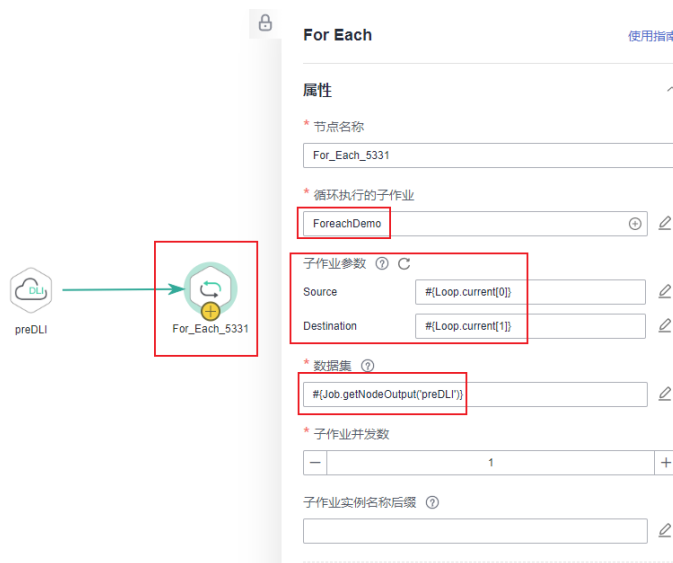 For Each
使用指南
属性
* 节点名称
For_Each_5331
* 循环执行的子作业
ForeachDemo
子作业参数
Source
#{Loop.current[0]}
Destination
#{Loop.current[1]}
* 数据集
#{Job.getNodeOutput('preDLI')}
* 子作业并发数
1
子作业实例名称后缀
DLI
preDLI
For_Each_5331